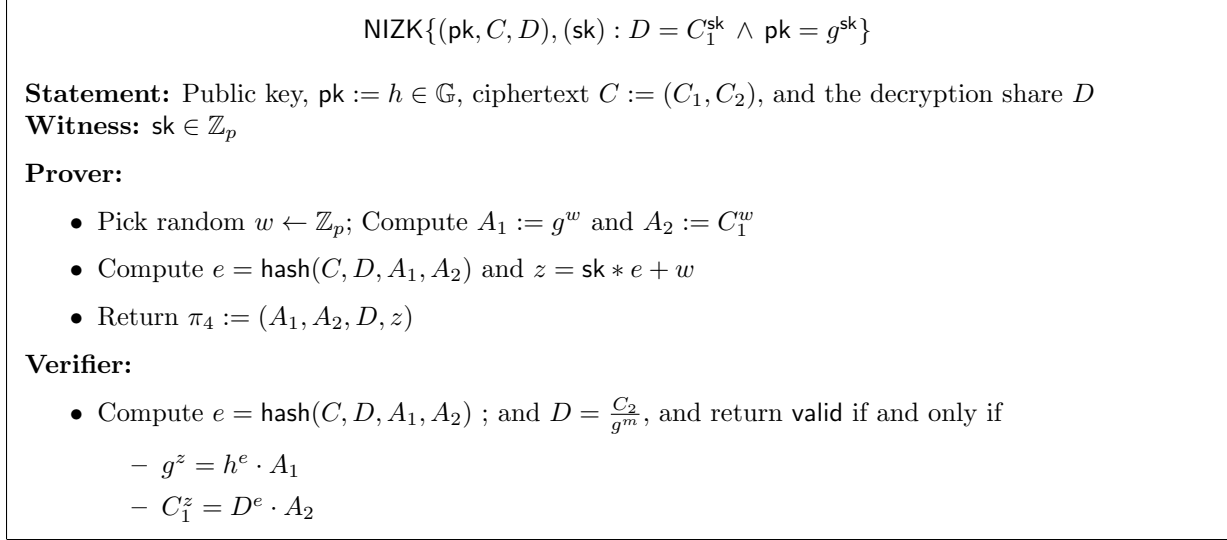 NIZK{(pk, C, D), (sk) : D = C₁^sk ∧ pk = g^sk}
Statement: Public key, pk := h ∈ 𝔾, ciphertext C := (C₁, C₂), and the decryption share D
Witness: sk ∈ ℤₚ
Prover:
• Pick random w ← ℤₚ; Compute A₁ := g^w and A₂ := C₁^w
• Compute e = hash(C, D, A₁, A₂) and z = sk ∗ e + w
• Return π₄ := (A₁, A₂, D, z)
Verifier:
• Compute e = hash(C, D, A₁, A₂) ; and D = C₂/g^m, and return valid if and only if
– g^z = h^e · A₁
– C₁^z = D^e · A₂